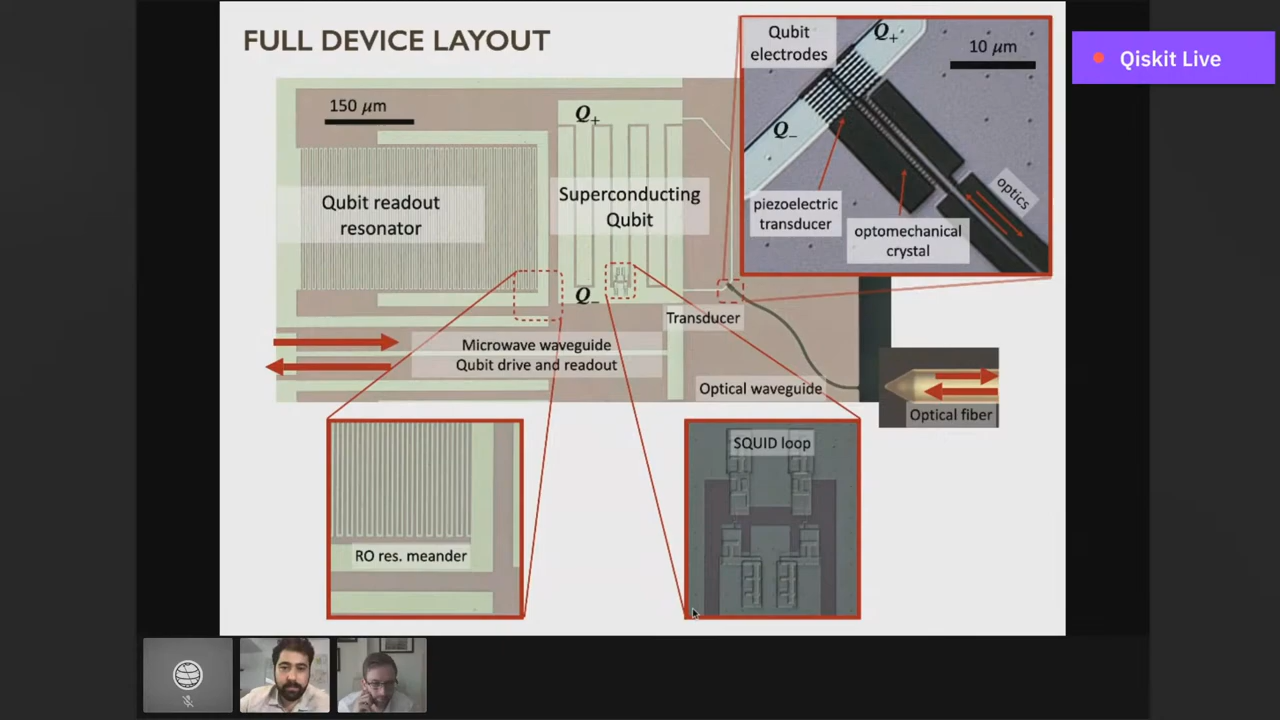 FULL DEVICE LAYOUT
Qiskit Live
150 μm
Qubit readout
resonator
Q+
Superconducting
Qubit
Q−
Qubit
electrodes
Q+
10 μm
Q−
piezoelectric
transducer
optomechanical
crystal
optics
Transducer
Microwave waveguide
Qubit drive and readout
Optical waveguide
Optical fiber
RO res. meander
SQUID loop